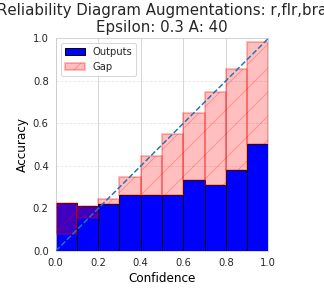 Reliability Diagram Augmentations: r,flr,bra
Epsilon: 0.3 A: 40
1.0
0.8
0.6
0.4
0.2
0.0
Accuracy
Outputs
Gap
0.0 0.2 0.4 0.6 0.8 1.0
Confidence